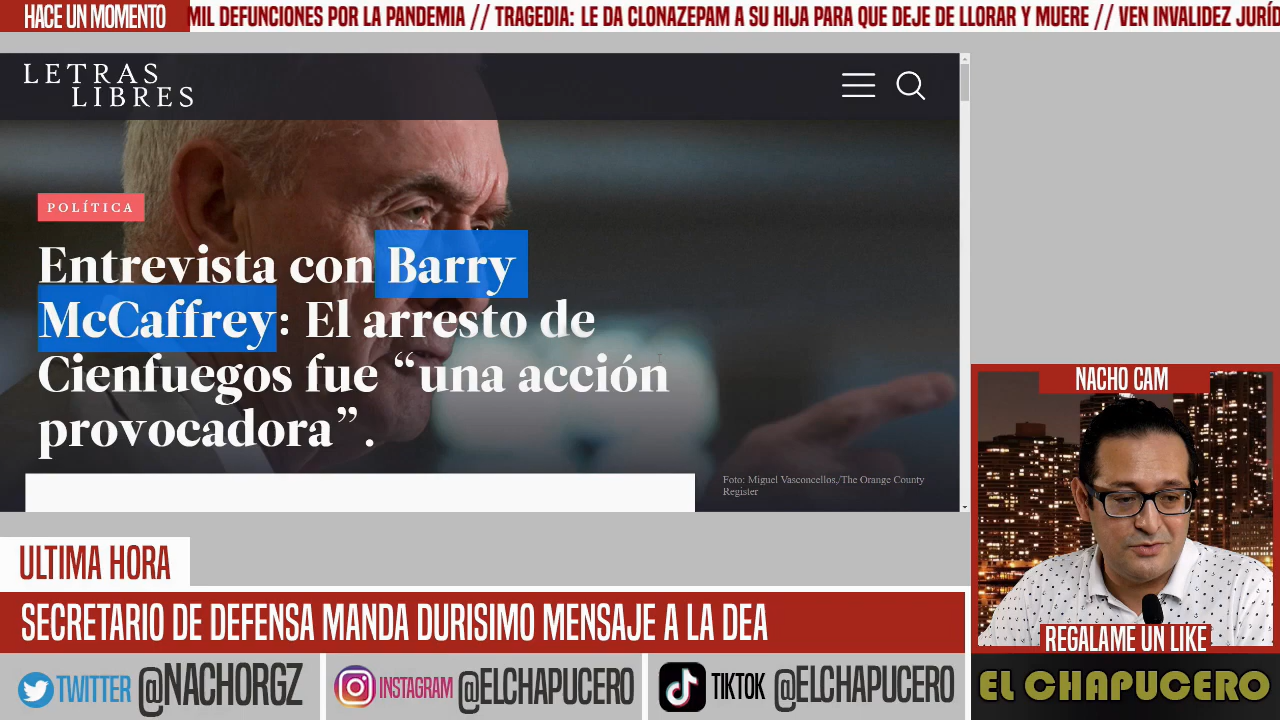 HACE UN MOMENTO
MIL DEFUNCIONES POR LA PANDEMIA // TRAGEDIA: LE DA CLONAZEPAM A SU HIJA PARA QUE DEJE DE LLORAR Y MUERE // VEN INVALIDEZ JURÍD
LETRAS
LIBRES
POLÍTICA
Entrevista con Barry
McCaffrey: El arresto de
Cienfuegos fue “una acción
provocadora”.
Foto: Miguel Vasconcellos,/The Orange County
Register
NACHO CAM
REGALAME UN LIKE
ULTIMA HORA
SECRETARIO DE DEFENSA MANDA DURISIMO MENSAJE A LA DEA
TWITTER @NACHORGZ
INSTAGRAM @ELCHAPUCERO
TIKTOK @ELCHAPUCERO
EL CHAPUCERO